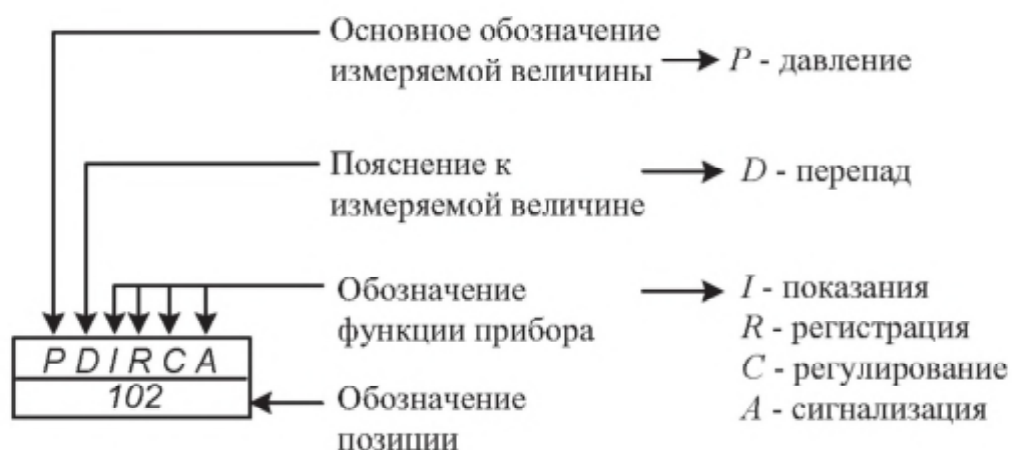 Основное обозначение
измеряемой величины
P - давление
Пояснение к
измеряемой величине
D - перепад
Обозначение
функции прибора
I - показания
R - регистрация
C - регулирование
A - сигнализация
PDIRCA
102
Обозначение
позиции